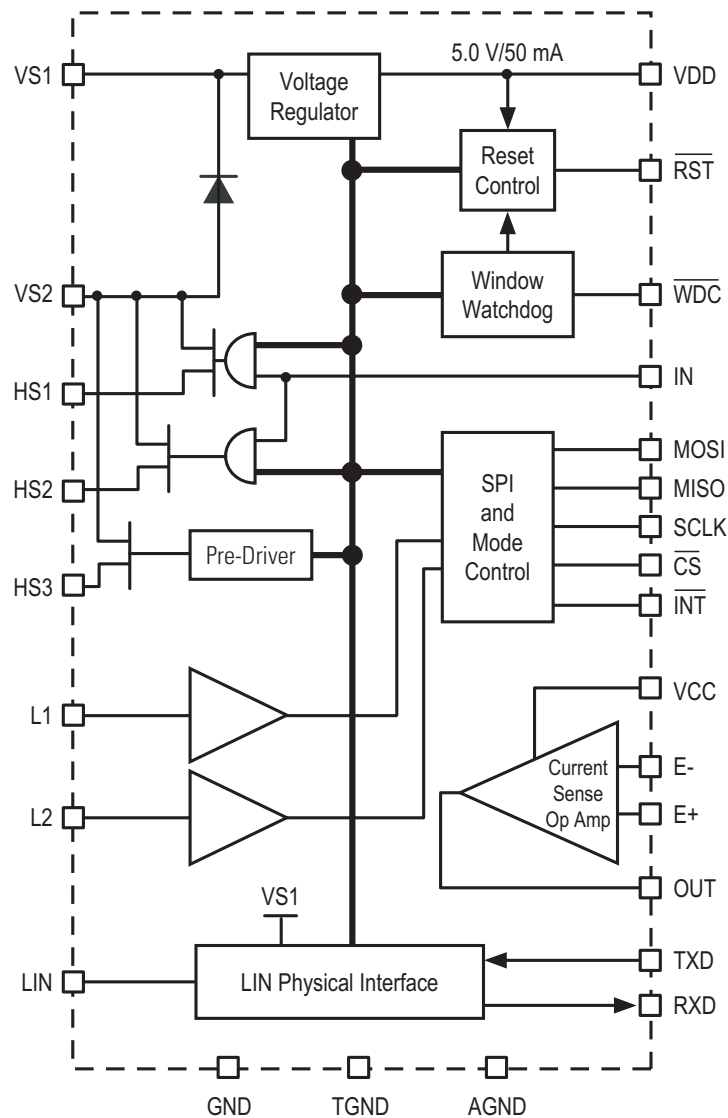 5.0 V/50 mA
VS1
Voltage
Regulator
VDD
Reset
Control
RST
VS2
Window
Watchdog
WDC
HS1
IN
HS2
SPI
and
Mode
Control
MOSI
MISO
SCLK
CS
INT
HS3
Pre-Driver
L1
VCC
Current
Sense
Op Amp
E-
E+
L2
OUT
VS1
LIN
LIN Physical Interface
TXD
RXD
GND
TGND
AGND